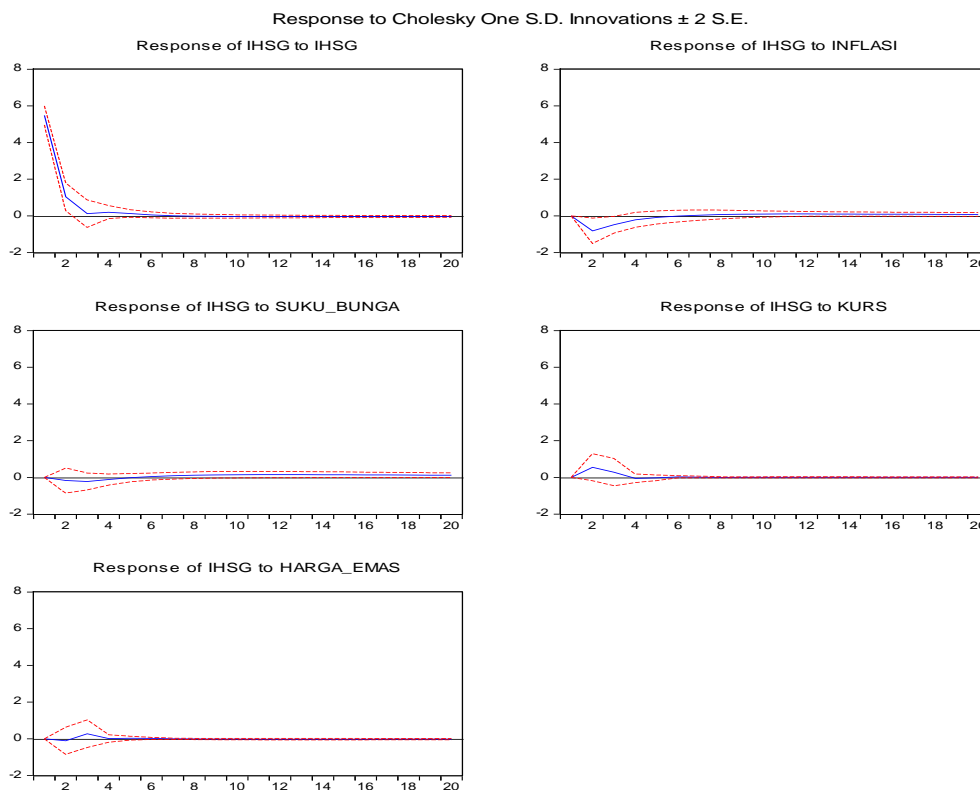 Response to Cholesky One S.D. Innovations ± 2 S.E.
Response of IHSG to IHSG
8
6
4
2
0
-2
2 4 6 8 10 12 14 16 18 20
Response of IHSG to INFLASI
8
6
4
2
0
-2
2 4 6 8 10 12 14 16 18 20
Response of IHSG to SUKU_BUNGA
8
6
4
2
0
-2
2 4 6 8 10 12 14 16 18 20
Response of IHSG to KURS
8
6
4
2
0
-2
2 4 6 8 10 12 14 16 18 20
Response of IHSG to HARGA_EMAS
8
6
4
2
0
-2
2 4 6 8 10 12 14 16 18 20